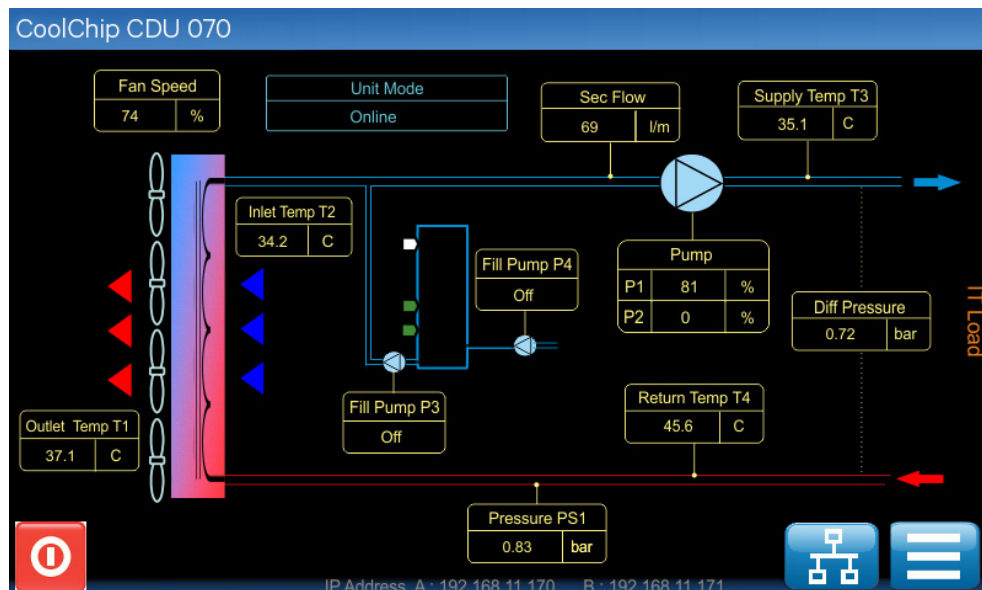 CoolChip CDU 070
Fan Speed
74 %
Unit Mode
Online
Sec Flow
69 l/m
Supply Temp T3
35.1 C
Inlet Temp T2
34.2 C
Fill Pump P4
Off
Pump
P1 81 %
P2 0 %
Diff Pressure
0.72 bar
IT Load
Fill Pump P3
Off
Return Temp T4
45.6 C
Outlet Temp T1
37.1 C
Pressure PS1
0.83 bar
IP Address A : 192.168.11.170 B : 192.168.11.171